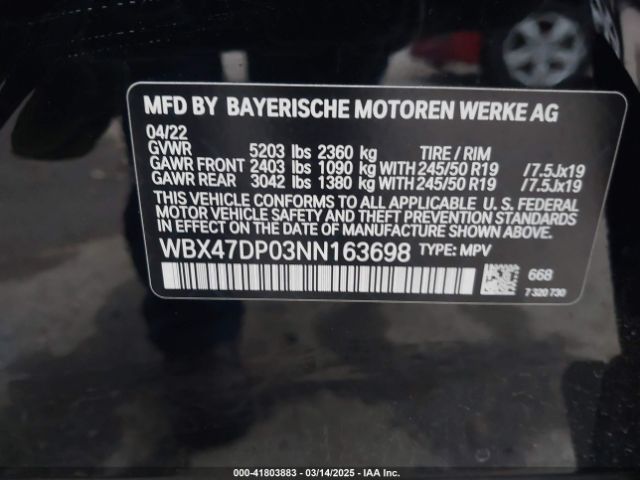 MFD BY BAYERISCHE MOTOREN WERKE AG
04/22
GVWR 5203 lbs 2360 kg TIRE / RIM
GAWR FRONT 2403 lbs 1090 kg WITH 245/50 R19 /7.5Jx19
GAWR REAR 3042 lbs 1380 kg WITH 245/50 R19 /7.5Jx19
THIS VEHICLE CONFORMS TO ALL APPLICABLE U. S. FEDERAL
MOTOR VEHICLE SAFETY AND THEFT PREVENTION STANDARDS
IN EFFECT ON THE DATE OF MANUFACTURE SHOWN ABOVE.
WBX47DP03NN163698 TYPE: MPV
668
7 320 730
000-41803883 - 03/14/2025 - IAA Inc.